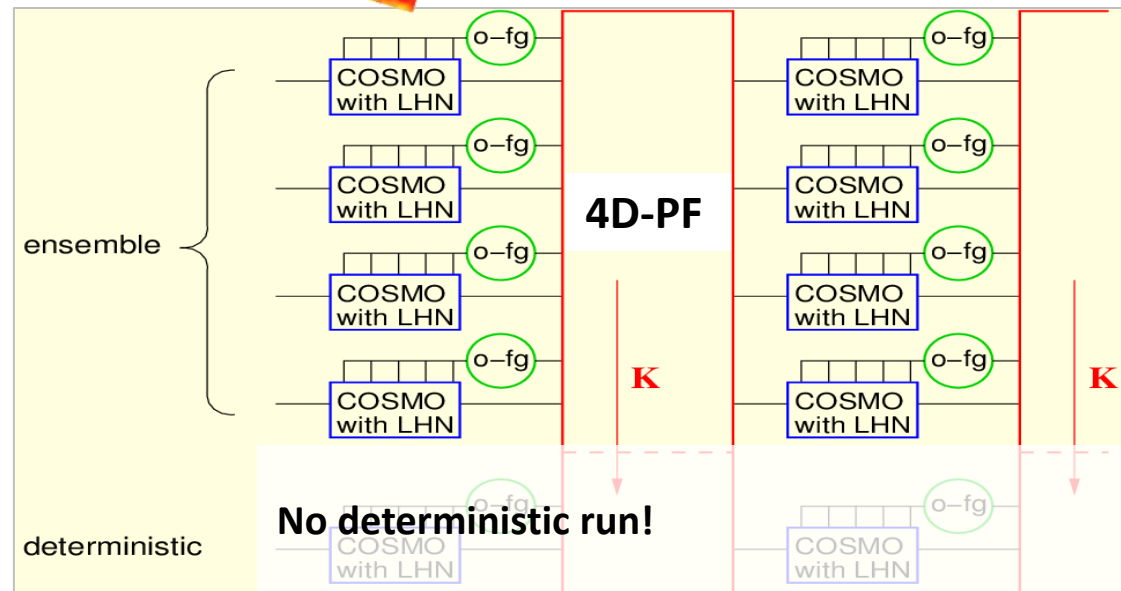 o–fg
o–fg
COSMO
with LHN
COSMO
with LHN
o–fg
o–fg
COSMO
with LHN
COSMO
with LHN
4D-PF
ensemble
o–fg
o–fg
COSMO
with LHN
COSMO
with LHN
o–fg
o–fg
K
K
COSMO
with LHN
COSMO
with LHN
o–fg
o–fg
No deterministic run!
deterministic
COSMO
with LHN
COSMO
with LHN